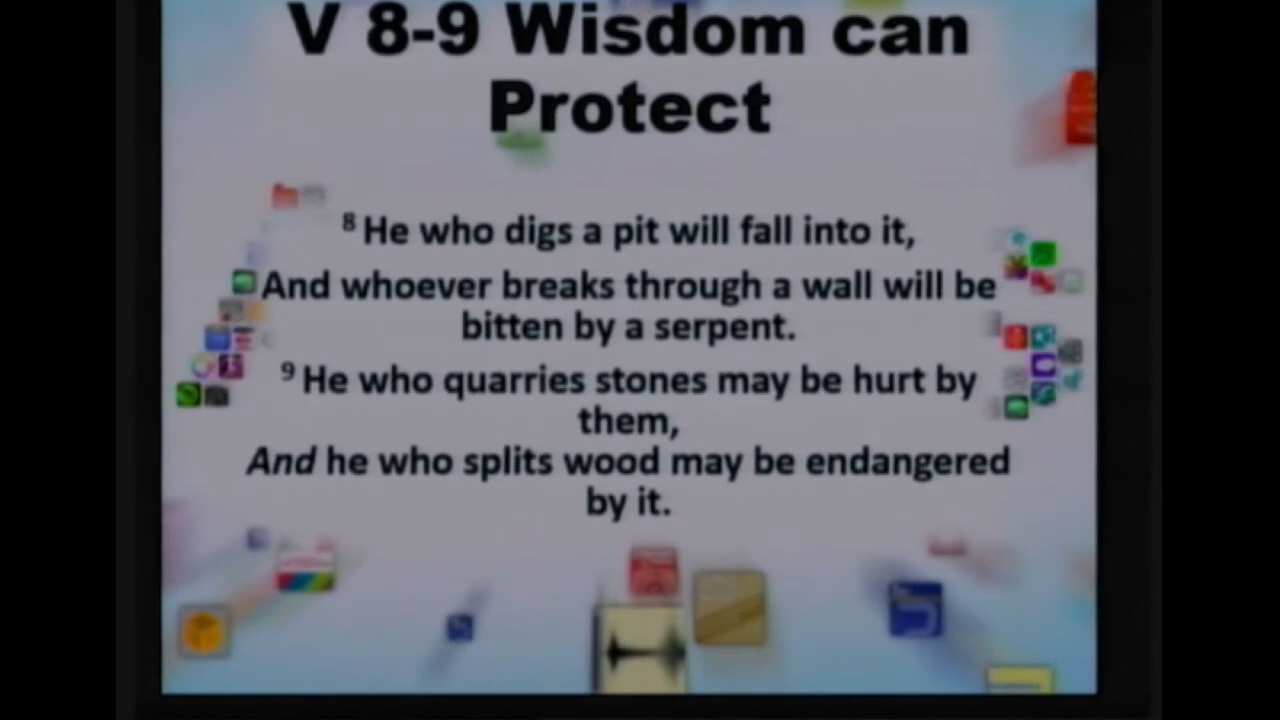 V 8-9 Wisdom can
Protect
8 He who digs a pit will fall into it,
And whoever breaks through a wall will be
bitten by a serpent.
9 He who quarries stones may be hurt by
them,
And he who splits wood may be endangered
by it.